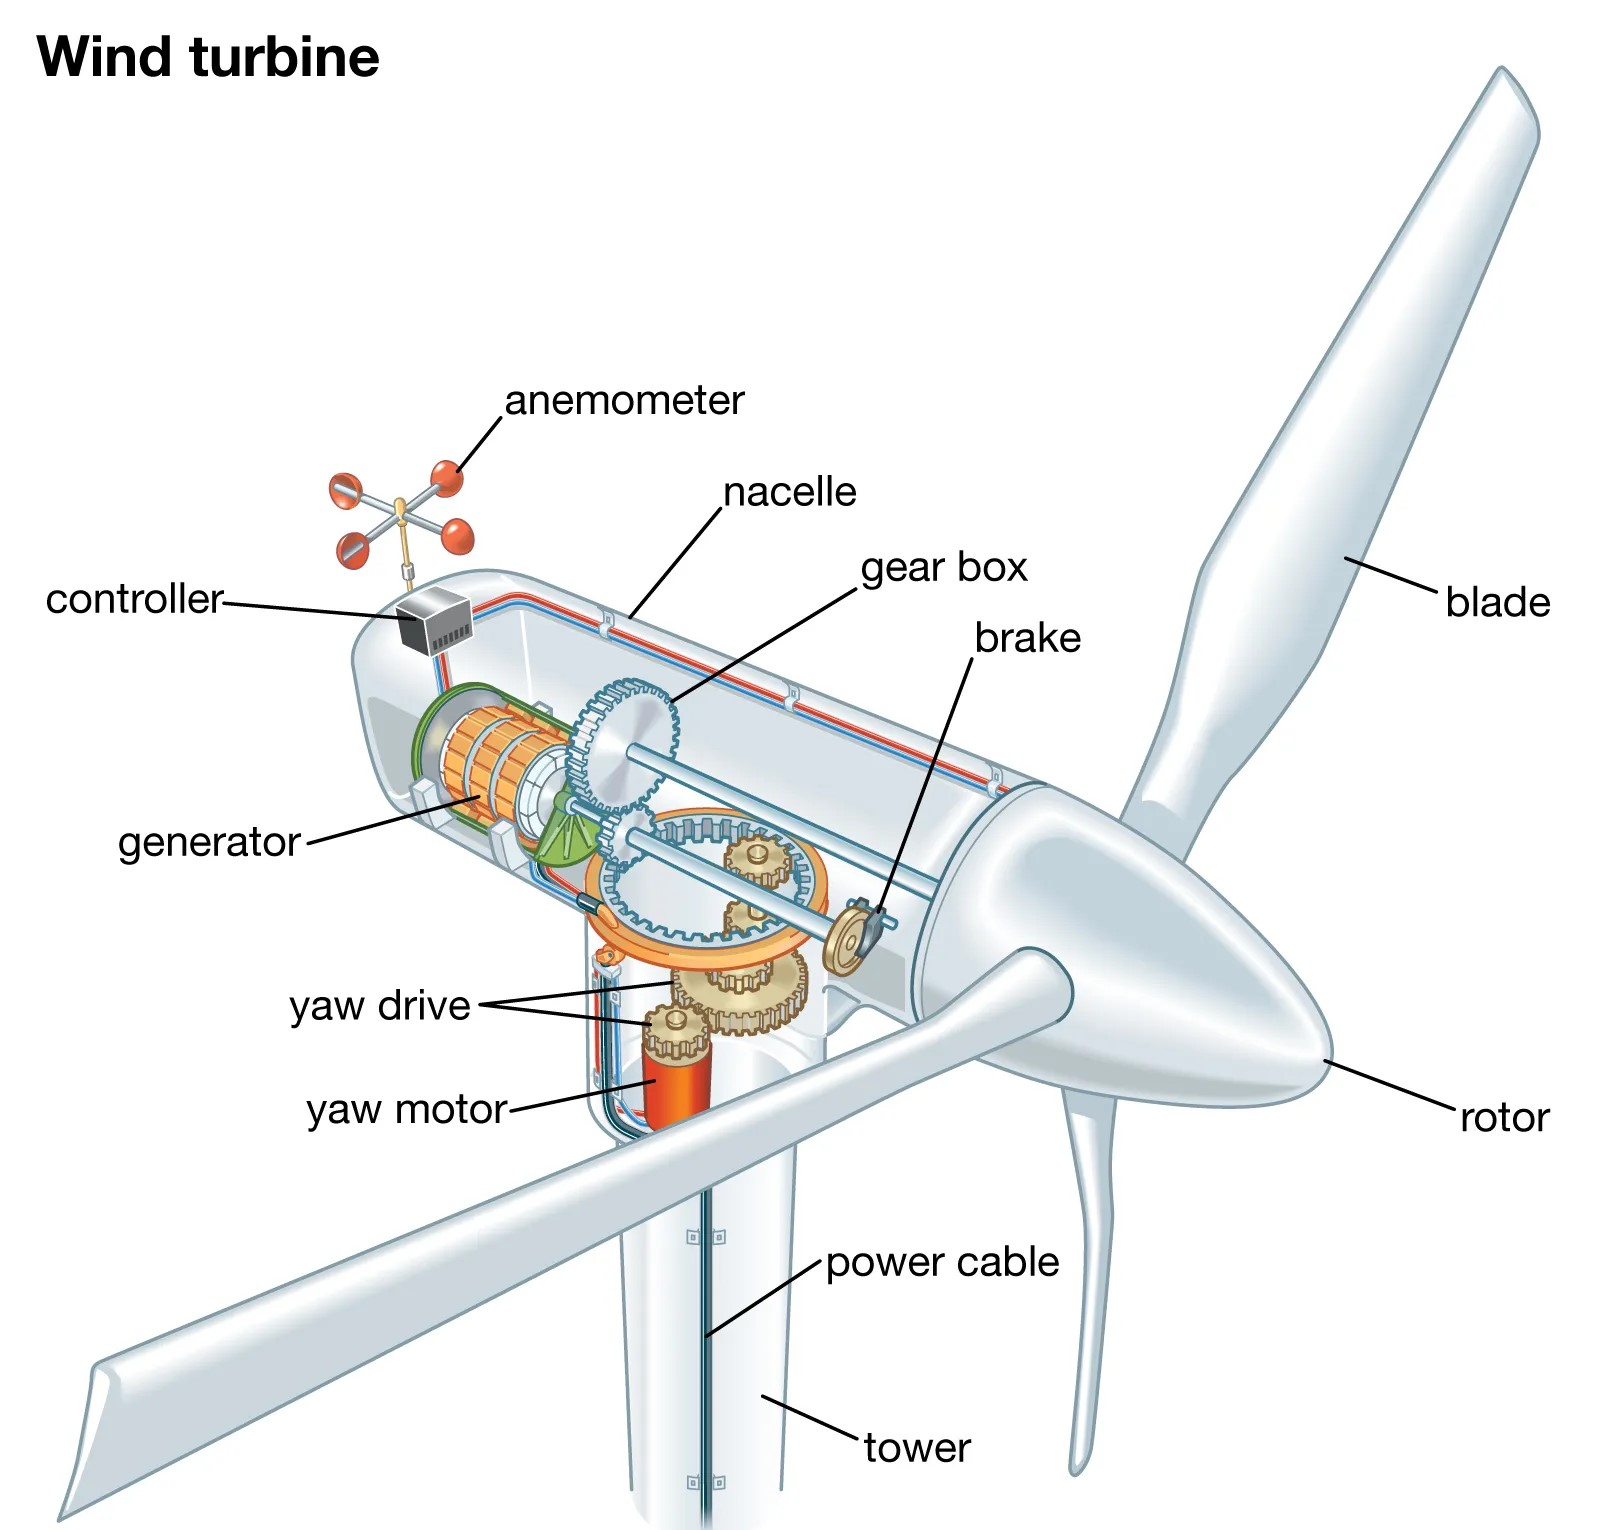 Wind turbine
anemometer
nacelle
gear box
controller
blade
brake
generator
yaw drive
yaw motor
rotor
power cable
tower